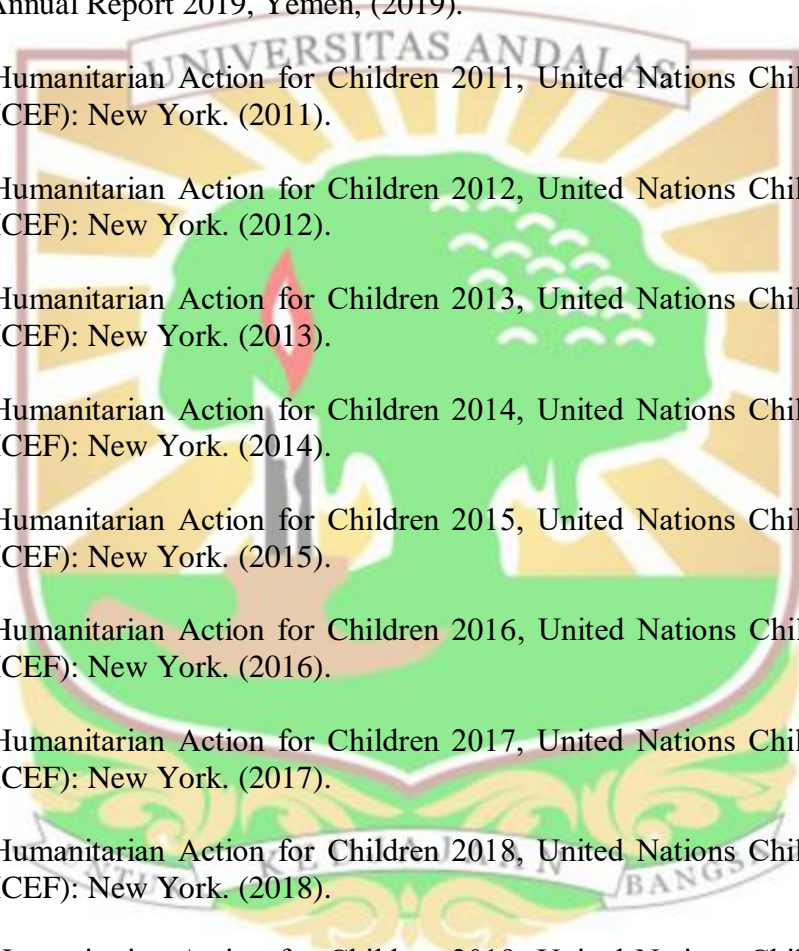 Annual Report 2019, Yemen, (2019).
UNIVERSITAS ANDALAS
Humanitarian Action for Children 2011, United Nations Chil
CEF): New York. (2011).
Humanitarian Action for Children 2012, United Nations Chil
CEF): New York. (2012).
Humanitarian Action for Children 2013, United Nations Chil
CEF): New York. (2013).
Humanitarian Action for Children 2014, United Nations Chil
CEF): New York. (2014).
Humanitarian Action for Children 2015, United Nations Chil
CEF): New York. (2015).
Humanitarian Action for Children 2016, United Nations Chil
CEF): New York. (2016).
Humanitarian Action for Children 2017, United Nations Chil
CEF): New York. (2017).
Humanitarian Action for Children 2018, United Nations Chil
CEF): New York. (2018).
KEDJAJAAN BANGS